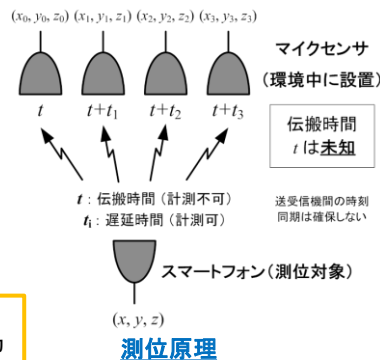 (x₀, y₀, z₀) (x₁, y₁, z₁) (x₂, y₂, z₂) (x₃, y₃, z₃)
マイクセンサ
(環境中に設置)
t t+t₁ t+t₂ t+t₃
伝搬時間
t は未知
t : 伝搬時間 (計測不可)
tᵢ : 遅延時間 (計測可)
送受信機間の時刻
同期は確保しない
スマートフォン(測位対象)
(x, y, z)
測位原理